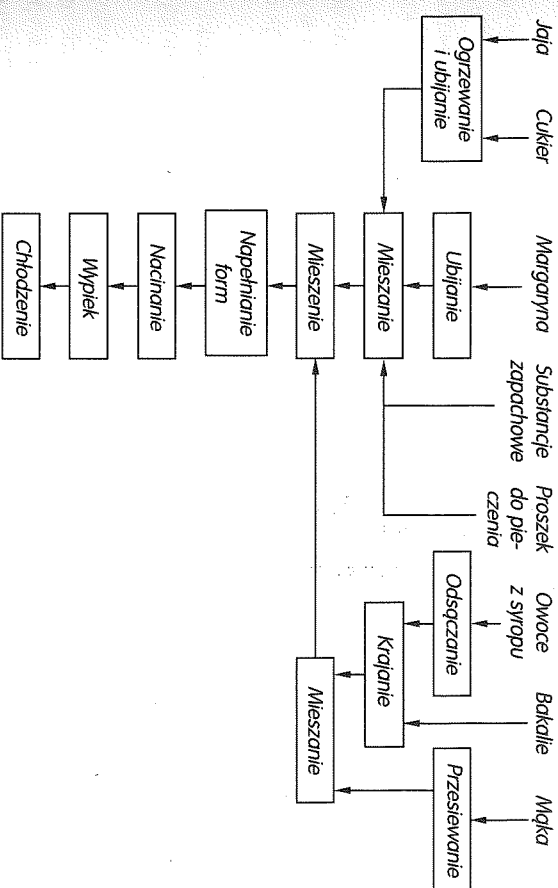 Jaja
Cukier
Margaryna
Substancje
zapachowe
Proszek
do pie-
czenia
Owoce
z syropu
Bakalie
Mąka
Ogrzewanie
i ubijanie
Ubijanie
Odsączanie
Przesiewanie
Mieszanie
Krajanie
Mieszenie
Mieszanie
Napełnianie
form
Nacinanie
Wypiek
Chłodzenie